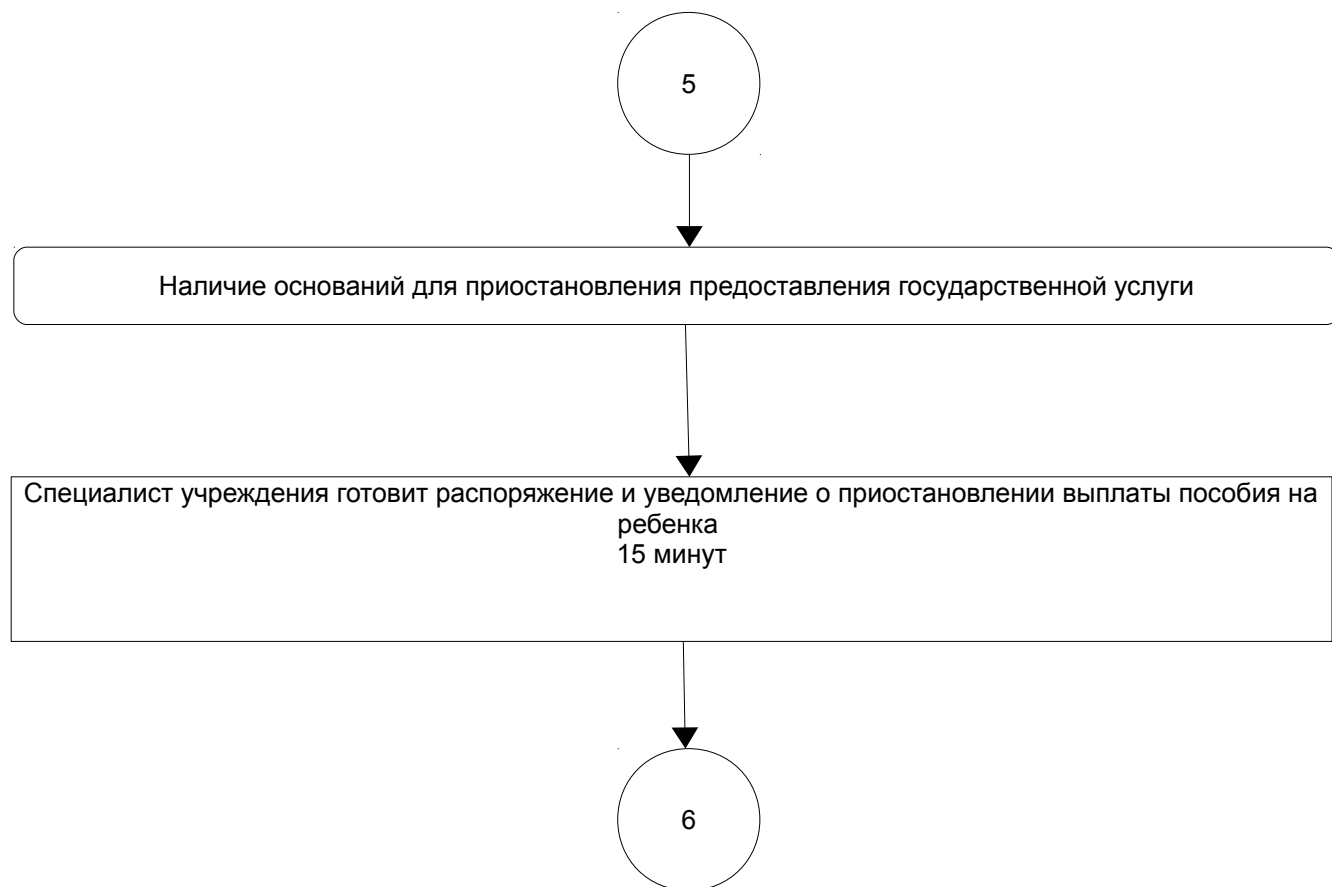 5
Наличие оснований для приостановления предоставления государственной услуги
Специалист учреждения готовит распоряжение и уведомление о приостановлении выплаты пособия на
ребенка
15 минут
6